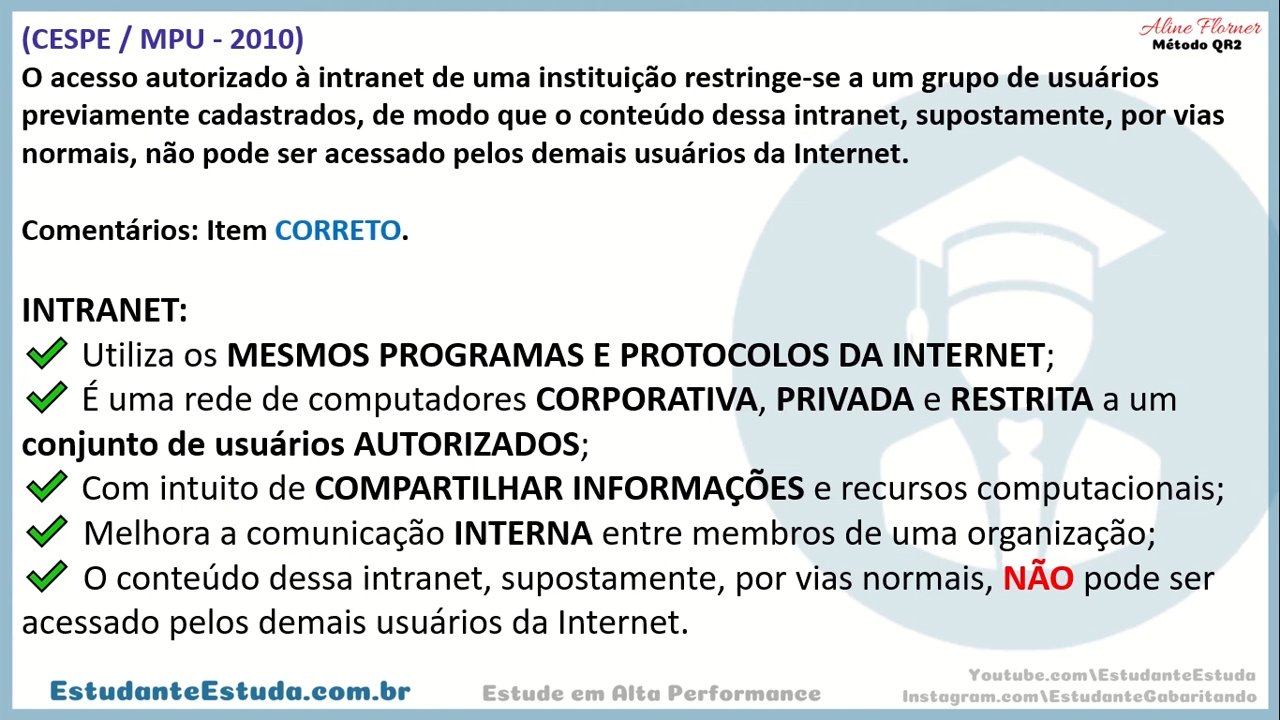 (CESPE / MPU - 2010)
Aline Florner
Método QR2
O acesso autorizado à intranet de uma instituição restringe-se a um grupo de usuários
previamente cadastrados, de modo que o conteúdo dessa intranet, supostamente, por vias
normais, não pode ser acessado pelos demais usuários da Internet.
Comentários: Item CORRETO.
INTRANET:
Utiliza os MESMOS PROGRAMAS E PROTOCOLOS DA INTERNET;
É uma rede de computadores CORPORATIVA, PRIVADA e RESTRITA a um
conjunto de usuários AUTORIZADOS;
Com intuito de COMPARTILHAR INFORMAÇÕES e recursos computacionais;
Melhora a comunicação INTERNA entre membros de uma organização;
O conteúdo dessa intranet, supostamente, por vias normais, NÃO pode ser
acessado pelos demais usuários da Internet.
EstudanteEstuda.com.br
Estude em Alta Performance
Youtube.com\EstudanteEstuda
Instagram.com\EstudanteGabaritando